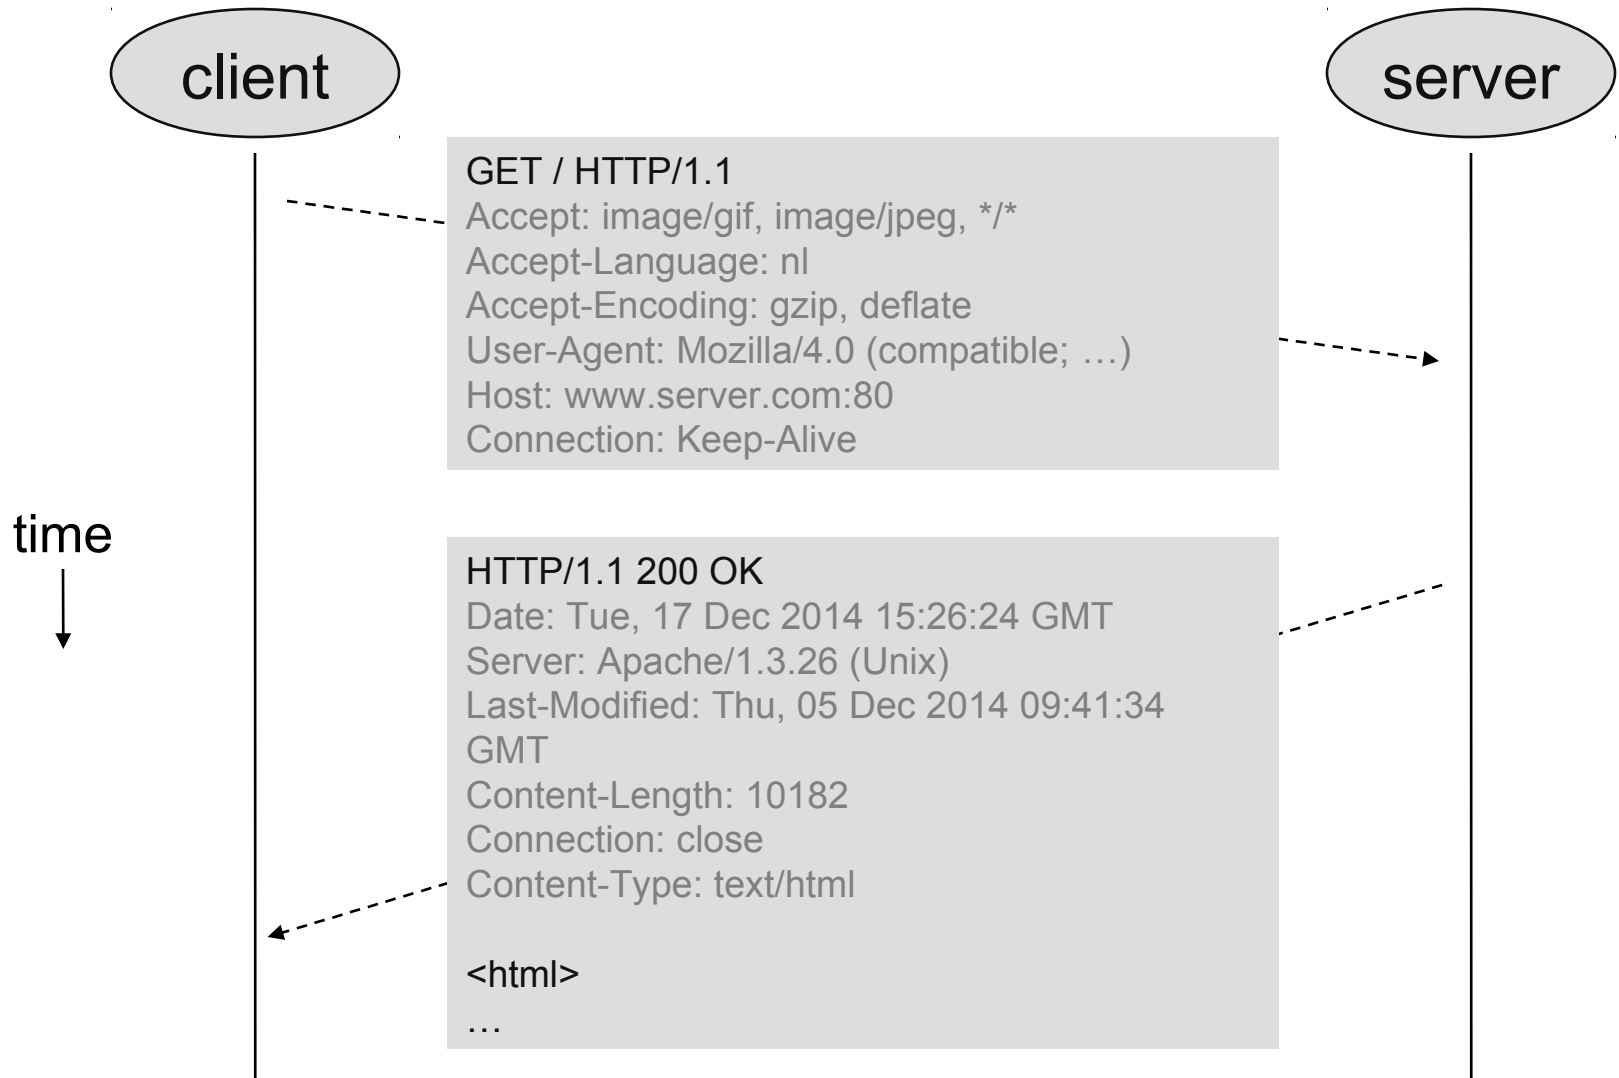 client
server
GET / HTTP/1.1
Accept: image/gif, image/jpeg, */*
Accept-Language: nl
Accept-Encoding: gzip, deflate
User-Agent: Mozilla/4.0 (compatible; …)
Host: www.server.com:80
Connection: Keep-Alive
time
HTTP/1.1 200 OK
Date: Tue, 17 Dec 2014 15:26:24 GMT
Server: Apache/1.3.26 (Unix)
Last-Modified: Thu, 05 Dec 2014 09:41:34
GMT
Content-Length: 10182
Connection: close
Content-Type: text/html
<html>
…